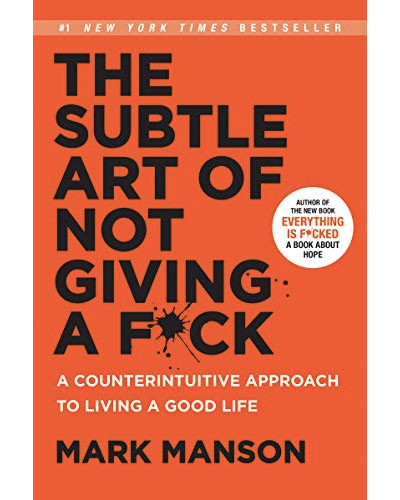 #1 NEW YORK TIMES BESTSELLER
THE
SUBTLE
ART OF
NOT
GIVING
A F*CK
AUTHOR OF
THE NEW BOOK
EVERYTHING
IS F*CKED
A BOOK ABOUT
HOPE
A COUNTERINTUITIVE APPROACH
TO LIVING A GOOD LIFE
MARK MANSON